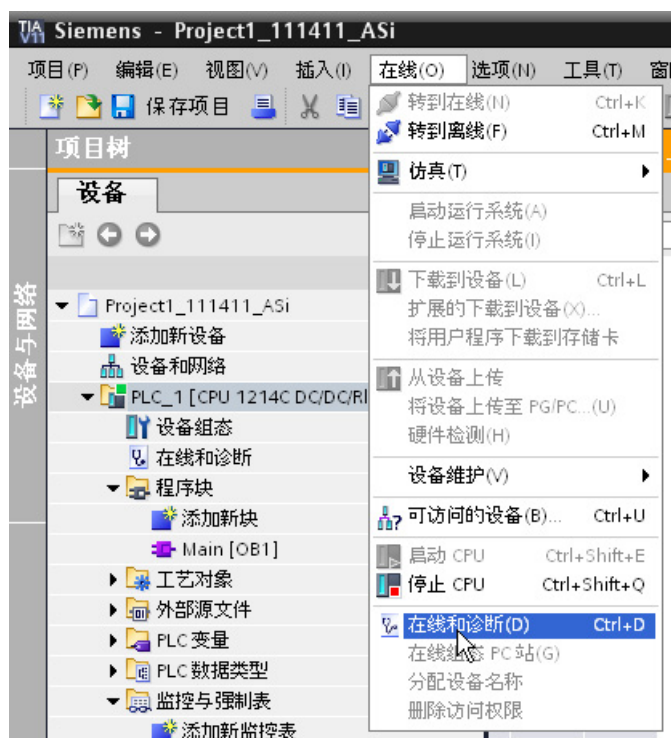 TIA V11 Siemens - Project1_111411_ASi
项目(P) 编辑(E) 视图(V) 插入(I) 在线(O) 选项(N) 工具(T) 窗
保存项目
项目树
设备
设备与网络
Project1_111411_ASi
添加新设备
设备和网络
PLC_1 [CPU 1214C DC/DC/Rl
设备组态
在线和诊断
程序块
添加新块
Main [OB1]
工艺对象
外部源文件
PLC 变量
PLC 数据类型
监控与强制表
添加新监控表
转到在线(N) Ctrl+K
转到离线(F) Ctrl+M
仿真(T)
启动运行系统(A)
停止运行系统(I)
下载到设备(L) Ctrl+L
扩展的下载到设备(X)...
将用户程序下载到存储卡
从设备上传
将设备上传至 PG/PC...(U)
硬件检测(H)
设备维护(V)
可访问的设备(B)... Ctrl+U
启动 CPU Ctrl+Shift+E
停止 CPU Ctrl+Shift+Q
在线和诊断(D) Ctrl+D
在线组态 PC 站(G)
分配设备名称
删除访问权限